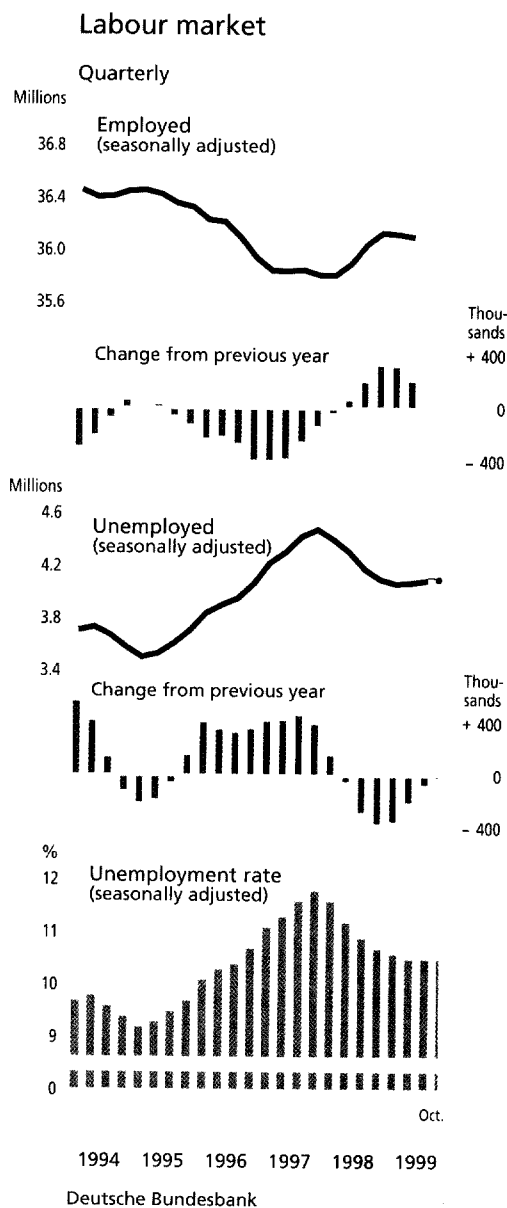 Labour market
Quarterly
Millions
Employed
(seasonally adjusted)
36.8
36.4
36.0
35.6
Thou-
sands
Change from previous year
+ 400
0
– 400
Millions
4.6
Unemployed
(seasonally adjusted)
4.2
3.8
3.4
Thou-
sands
Change from previous year
+ 400
0
– 400
%
12
Unemployment rate
(seasonally adjusted)
11
10
9
0
Oct.
1994 1995 1996 1997 1998 1999
Deutsche Bundesbank